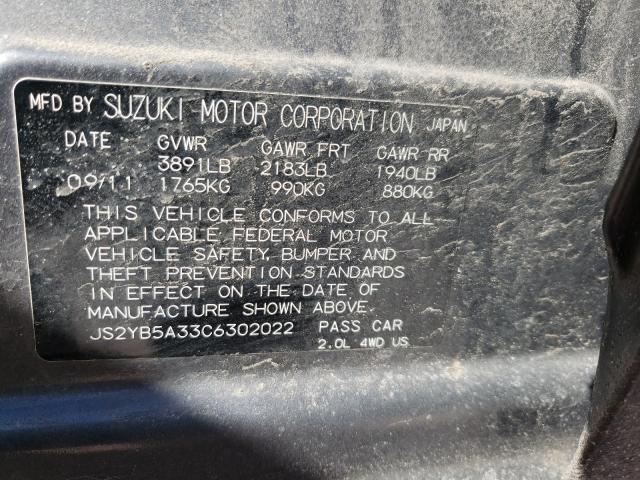 MFD BY SUZUKI MOTOR CORPORATION JAPAN
DATE GVWR GAWR FRT GAWR RR
3891LB 2183LB 1940LB
09/11 1765KG 990KG 880KG
THIS VEHICLE CONFORMS TO ALL
APPLICABLE FEDERAL MOTOR
VEHICLE SAFETY, BUMPER AND
THEFT PREVENTION STANDARDS
IN EFFECT ON THE DATE OF
MANUFACTURE SHOWN ABOVE.
JS2YB5A33C6302022 PASS CAR
2.0L 4WD US